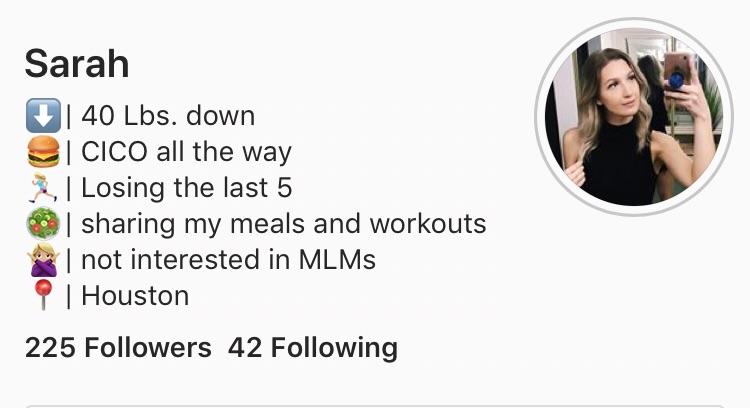 Sarah
⬇️| 40 Lbs. down
🍔| CICO all the way
🏃🏼‍♀️| Losing the last 5
🥗| sharing my meals and workouts
🙅🏼‍♀️| not interested in MLMs
📍| Houston
225 Followers 42 Following